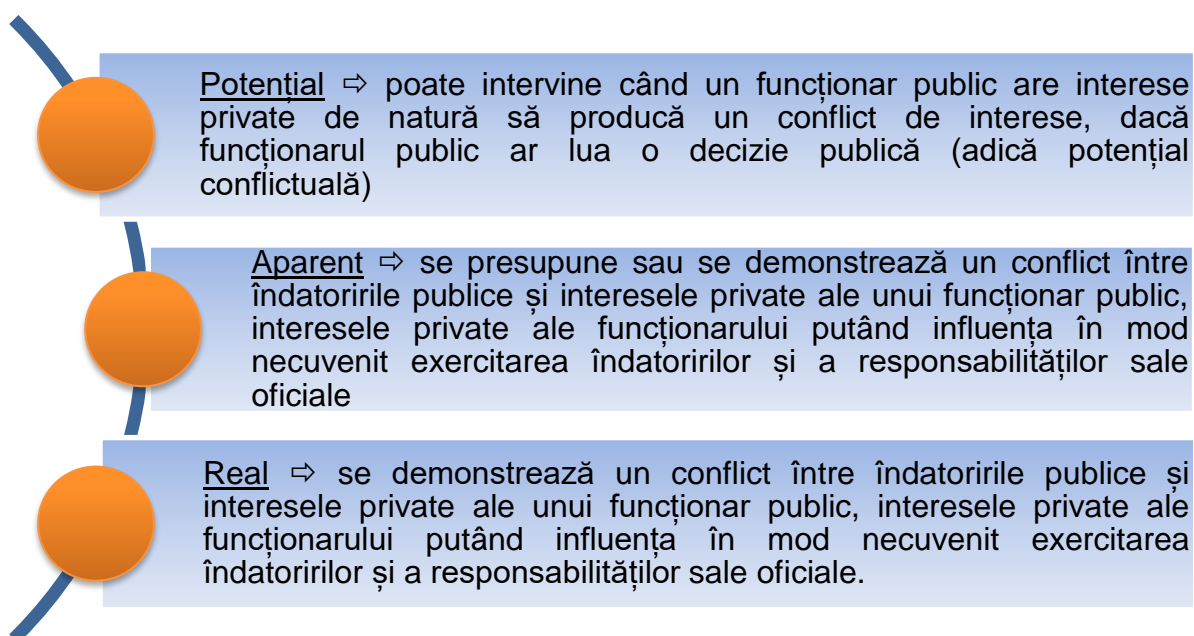 Potențial ⇨ poate intervine când un funcționar public are interese
private de natură să producă un conflict de interese, dacă
funcționarul public ar lua o decizie publică (adică potențial
conflictuală)
Aparent ⇨ se presupune sau se demonstrează un conflict între
îndatoririle publice și interesele private ale unui funcționar public,
interesele private ale funcționarului putând influența în mod
necuvenit exercitarea îndatoririlor și a responsabilităților sale
oficiale
Real ⇨ se demonstrează un conflict între îndatoririle publice și
interesele private ale unui funcționar public, interesele private ale
funcționarului putând influența în mod necuvenit exercitarea
îndatoririlor și a responsabilităților sale oficiale.